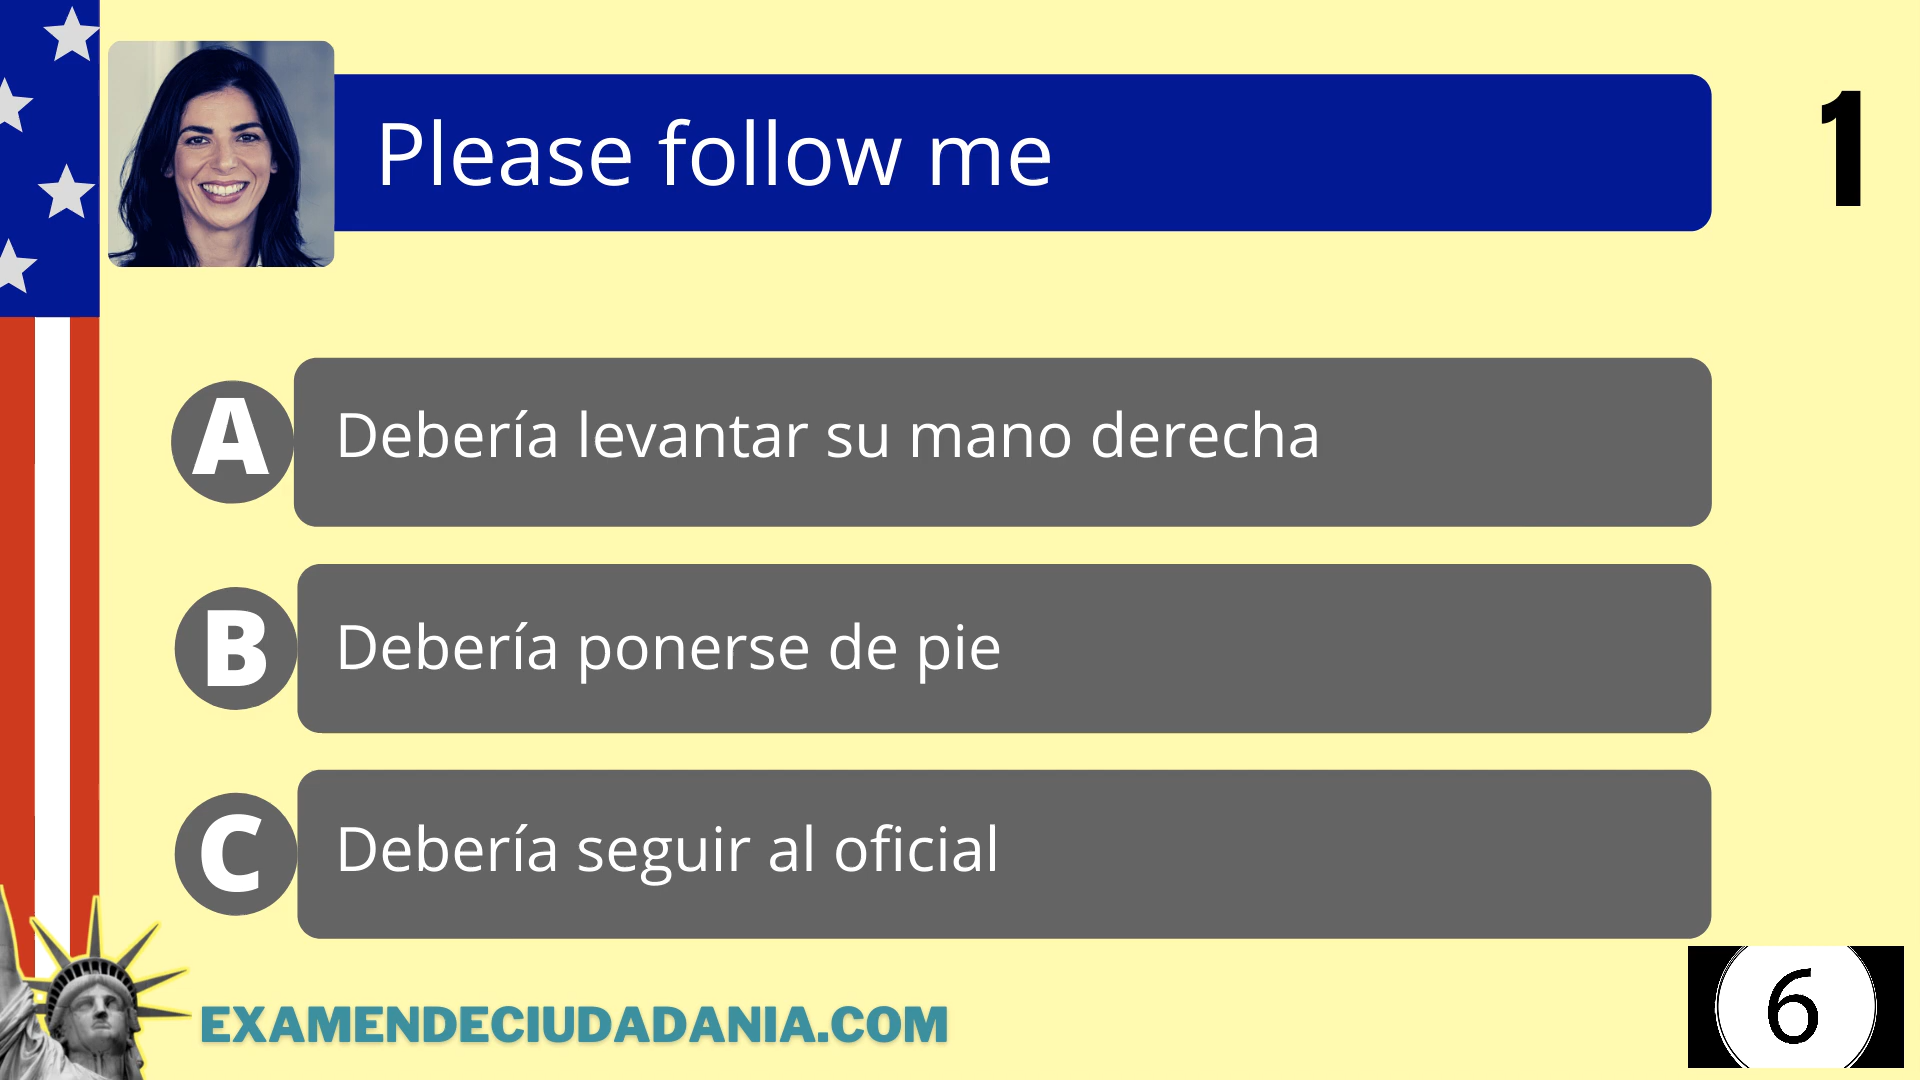 Please follow me
1
A
Debería levantar su mano derecha
B
Debería ponerse de pie
C
Debería seguir al oficial
EXAMENDECIUDADANIA.COM
6